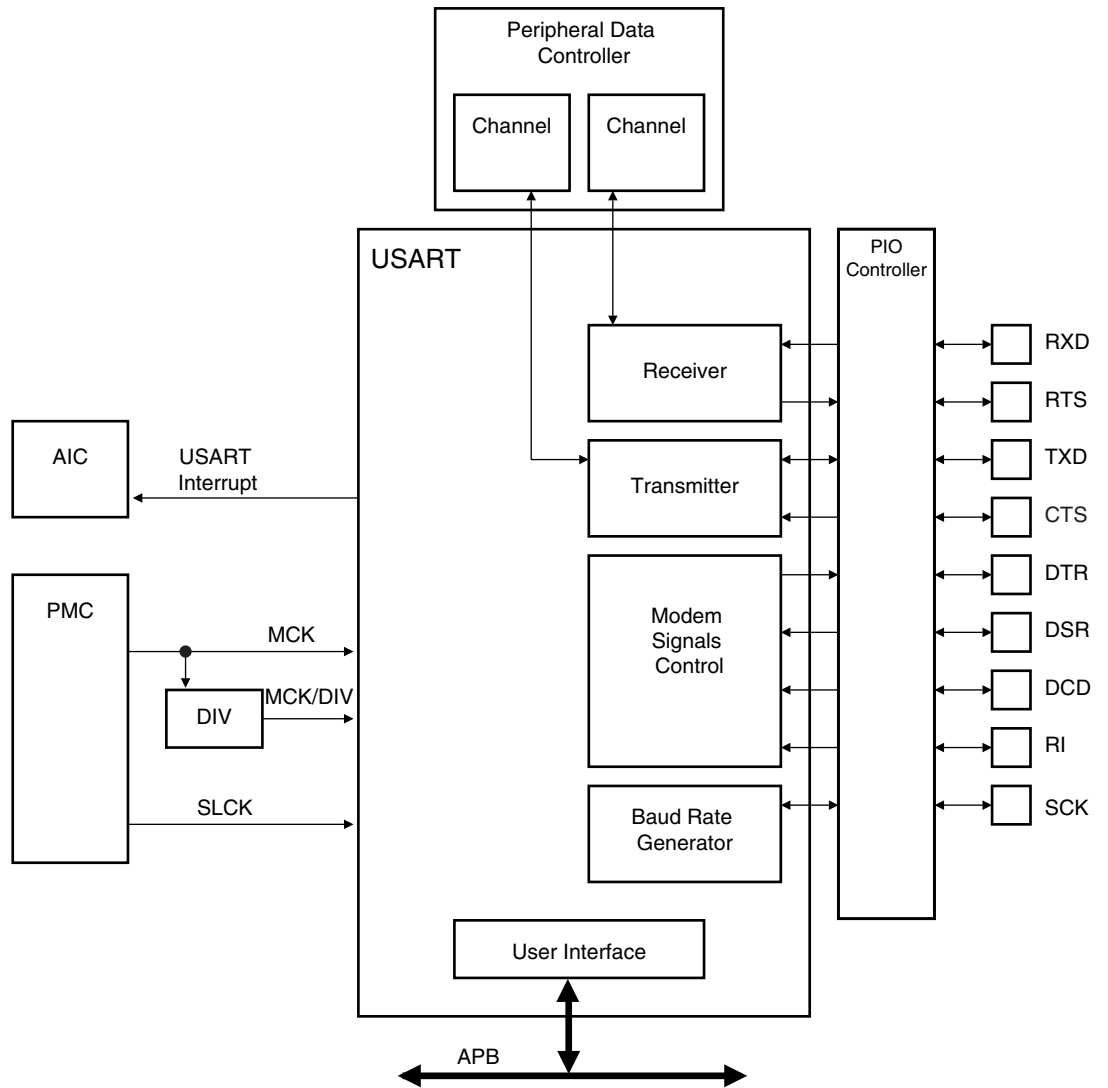 Peripheral Data
Controller
Channel
Channel
USART
PIO
Controller
Receiver
RXD
RTS
AIC
USART
Interrupt
Transmitter
TXD
CTS
PMC
MCK
DIV
MCK/DIV
SLCK
Modem
Signals
Control
DTR
DSR
DCD
RI
Baud Rate
Generator
SCK
User Interface
APB